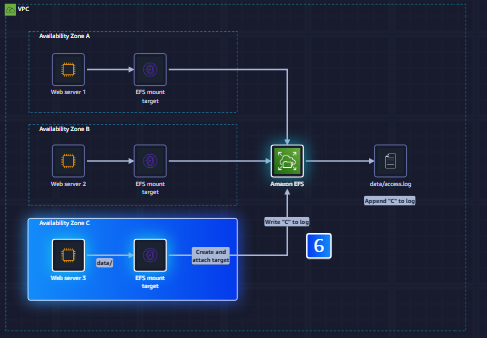 VPC
Availability Zone A
Web server 1
EFS mount
target
Availability Zone B
Web server 2
EFS mount
target
Amazon EFS
data/access.log
Append "C" to log
Availability Zone C
Web server 3
data/
EFS mount
target
Create and
attach target
Write "C" to log
6